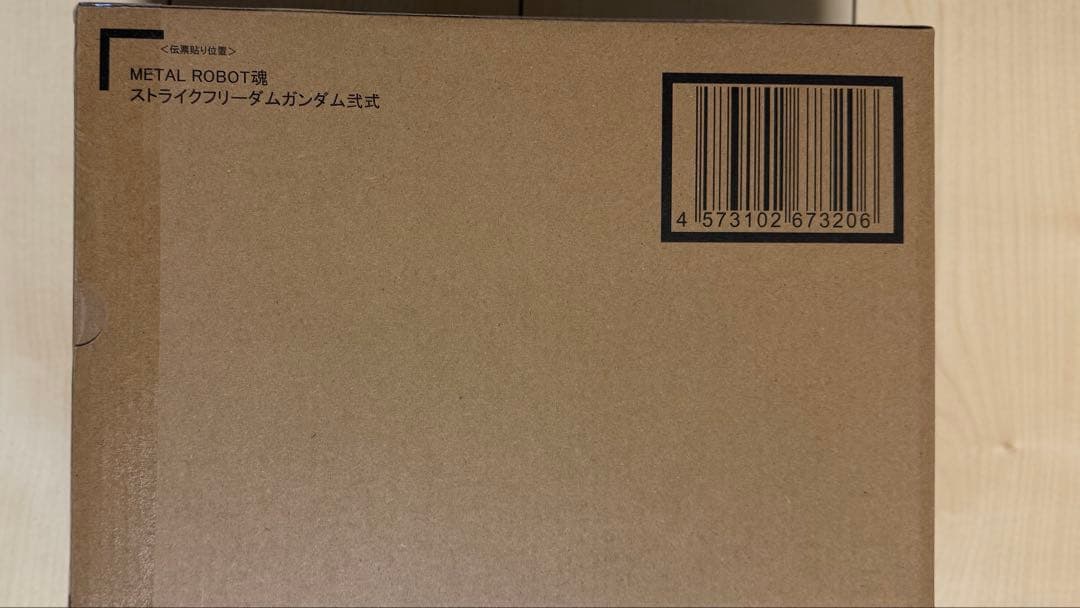 <伝票貼り位置>
METAL ROBOT魂
ストライクフリーダムガンダム弐式
4 573102 673206